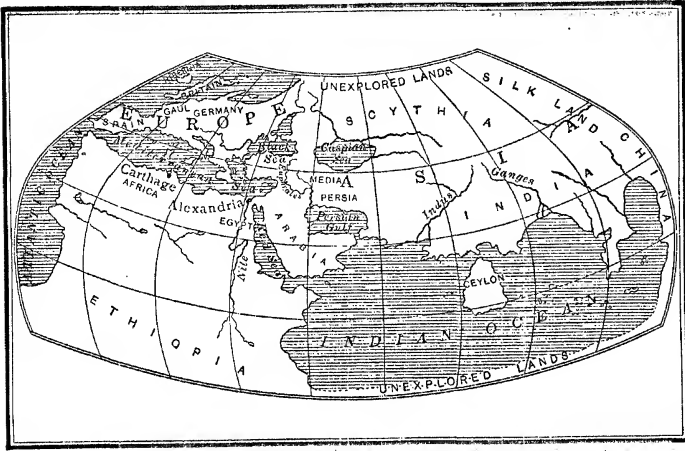 UNEXPLORED LANDS
SILK LAND CHINA
SCYTHIA
BRITAIN
GAUL GERMANY
EUROPE
SPAIN
Black Sea
Caspian Sea
ASIA
Carthage
AFRICA
MEDIA
PERSIA
Ganges
Indus
INDIA
Alexandria
EGYPT
Persian Gulf
ARABIA
Nile
CEYLON
ETHIOPIA
INDIAN OCEAN
UNEXPLORED LANDS